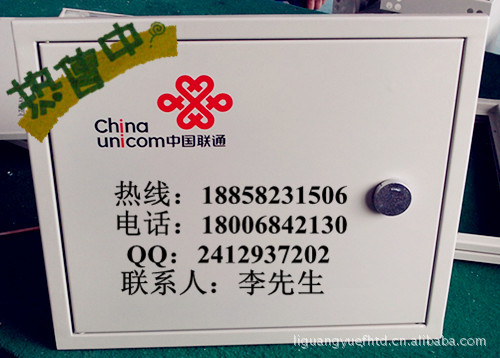 热售中
China
unicom中国联通
热线：18858231506
电话：18006842130
QQ：2412937202
联系人：李先生
liguangyuefhtd.cn.alibaba.com